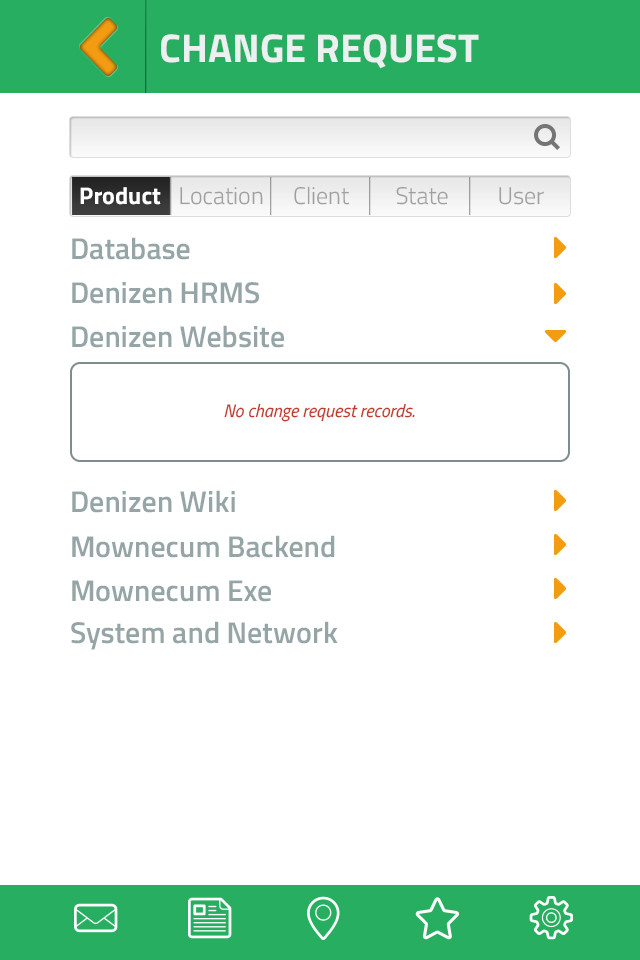 CHANGE REQUEST
Product Location Client State User
Database
Denizen HRMS
Denizen Website
No change request records.
Denizen Wiki
Mownecum Backend
Mownecum Exe
System and Network